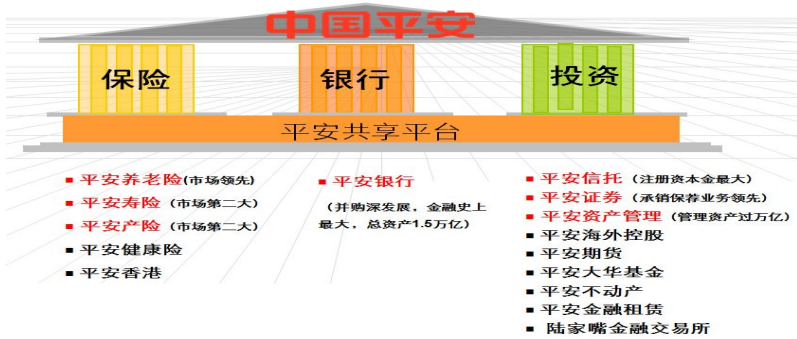 中国平安
保险
银行
投资
平安共享平台
▪ 平安养老险(市场领先)
▪ 平安寿险（市场第二大）
▪ 平安产险（市场第二大）
▪ 平安健康险
▪ 平安香港
▪ 平安银行
（并购深发展，金融史上
最大，总资产1.5万亿）
▪ 平安信托（注册资本金最大）
▪ 平安证券（承销保荐业务领先）
▪ 平安资产管理（管理资产过万亿）
▪ 平安海外控股
▪ 平安期货
▪ 平安大华基金
▪ 平安不动产
▪ 平安金融租赁
▪ 陆家嘴金融交易所